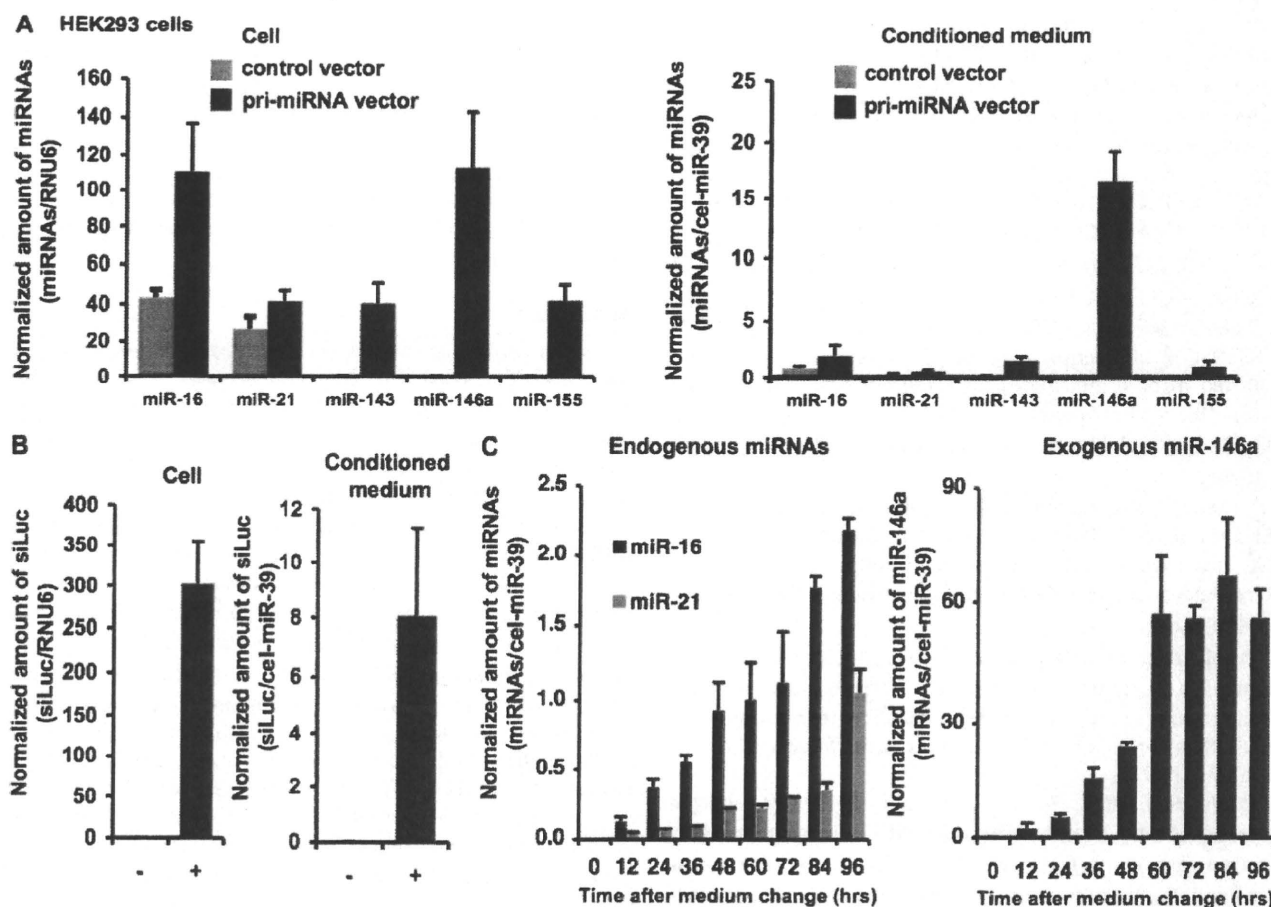 A HEK293 cells
Cell
control vector
pri-miRNA vector
Normalized amount of miRNAs
(miRNAs/RNU6)
160
140
120
100
80
60
40
20
0
miR-16 miR-21 miR-143 miR-146a miR-155
Conditioned medium
control vector
pri-miRNA vector
Normalized amount of miRNAs
(miRNAs/cel-miR-39)
25
20
15
10
5
0
miR-16 miR-21 miR-143 miR-146a miR-155
B
Cell
Normalized amount of siLuc
(siLuc/RNU6)
400
350
300
250
200
150
100
50
0
- +
Conditioned
medium
Normalized amount of siLuc
(siLuc/cel-miR-39)
12
10
8
6
4
2
0
- +
C
Endogenous miRNAs
miR-16
miR-21
Normalized amount of miRNAs
(miRNAs/cel-miR-39)
2.5
2.0
1.5
1.0
0.5
0.0
0 12 24 36 48 60 72 84 96
Time after medium change (hrs)
Exogenous miR-146a
Normalized amount of miR-146a
(miRNAs/cel-miR-39)
90
60
30
0
0 12 24 36 48 60 72 84 96
Time after medium change (hrs)